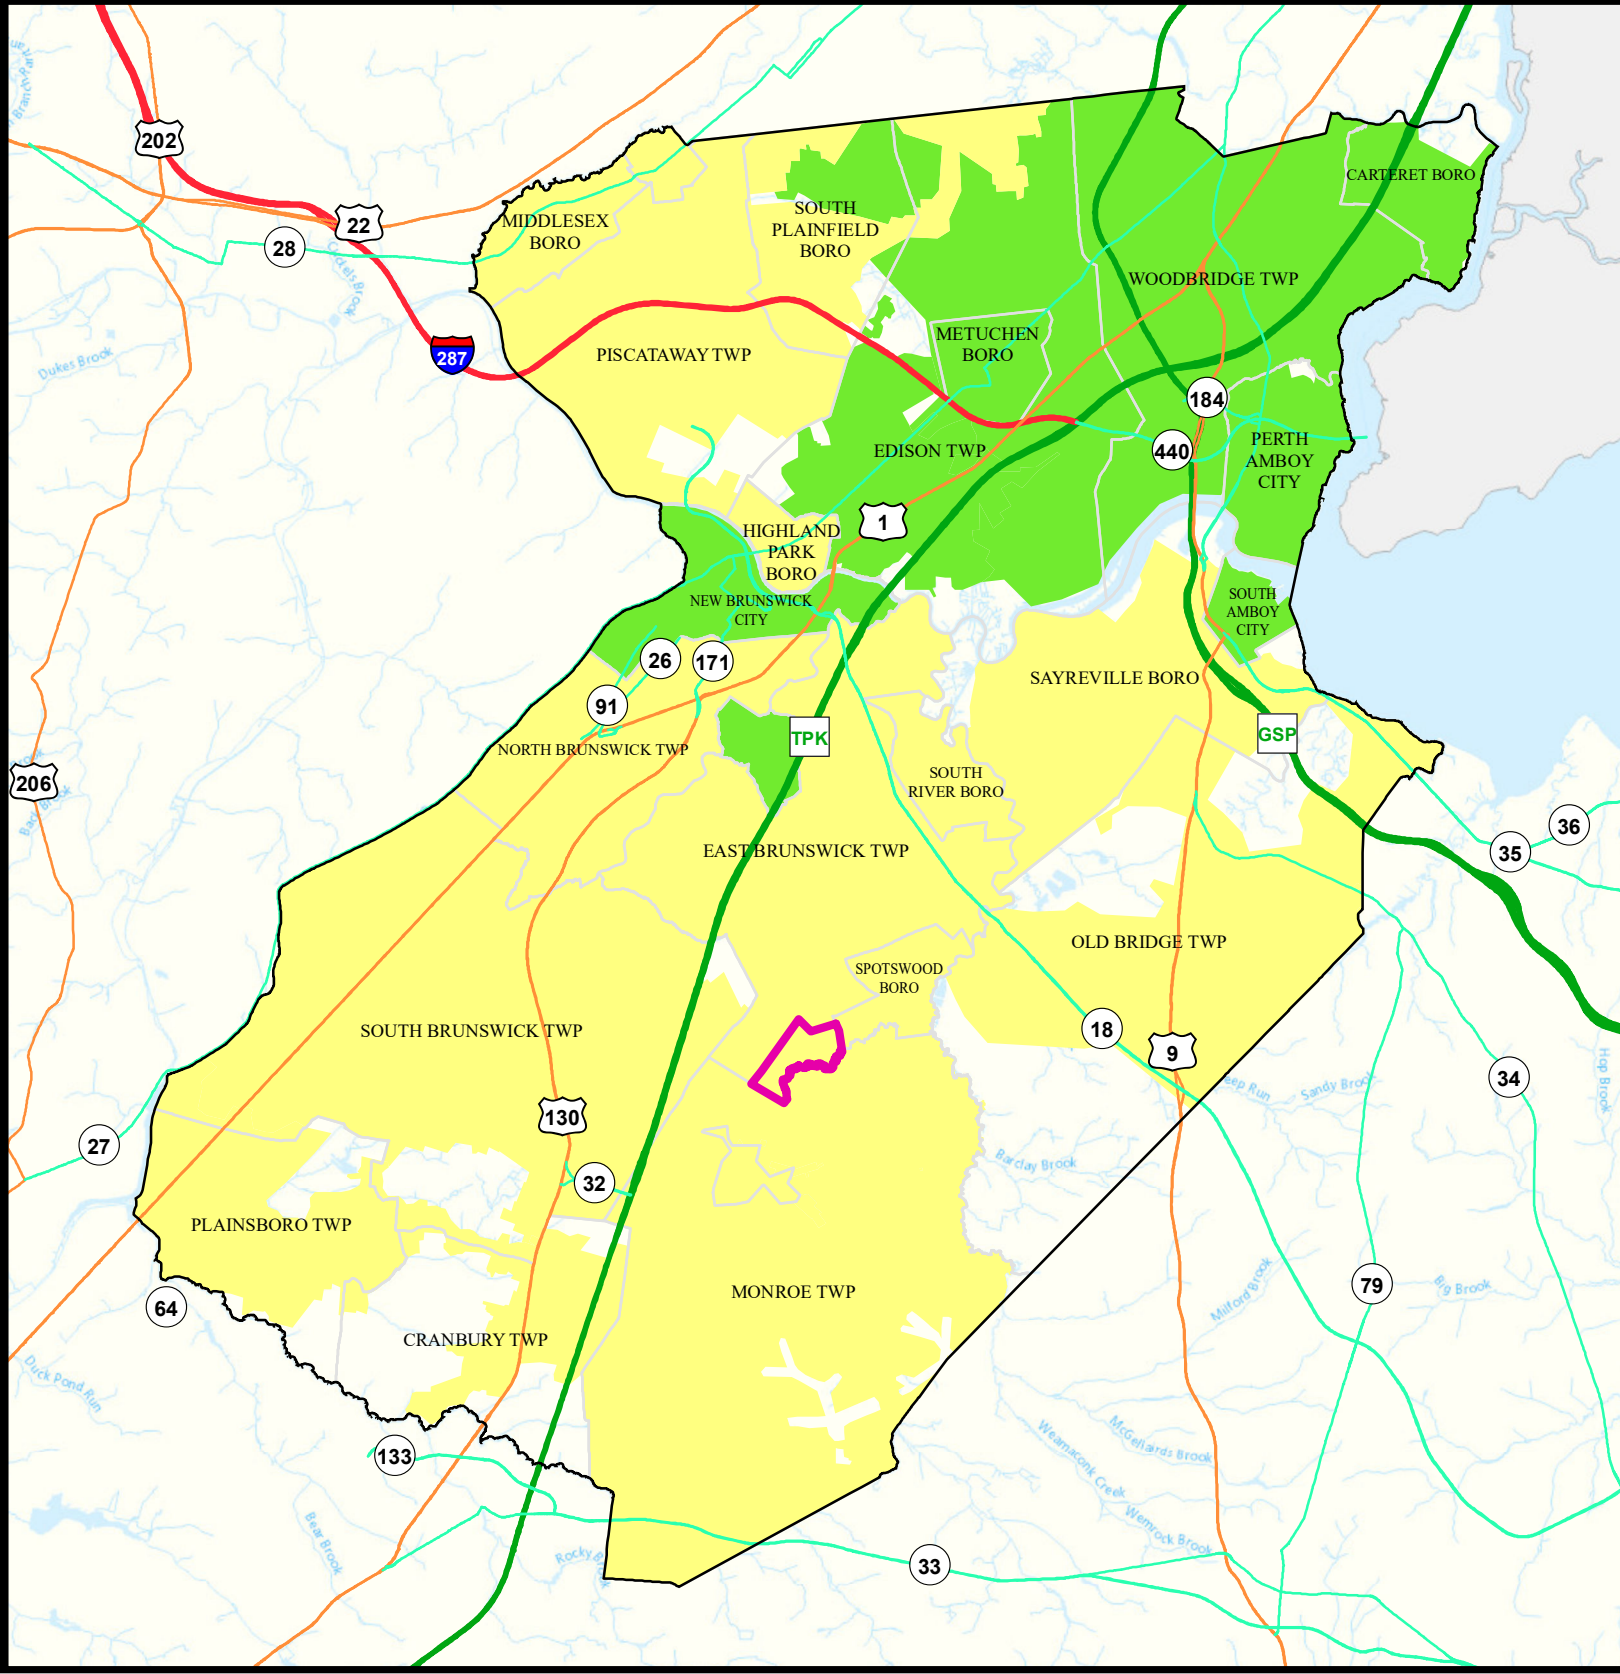 202
22
28
287
Dukes Brook
206
27
64
133
Duck Pond Run
Bear Brook
Rocky
MIDDLESEX
BORO
SOUTH
PLAINFIELD
BORO
CARTERET BORO
WOODBRIDGE TWP
METUCHEN
BORO
PISCATAWAY TWP
184
EDISON TWP
440
PERTH
AMBOY
CITY
1
HIGHLAND
PARK
BORO
NEW BRUNSWICK
CITY
SOUTH
AMBOY
CITY
26
171
91
SAYREVILLE BORO
NORTH BRUNSWICK TWP
TPK
GSP
SOUTH
RIVER BORO
EAST BRUNSWICK TWP
36
35
OLD BRIDGE TWP
SPOTSWOOD
BORO
SOUTH BRUNSWICK TWP
18
9
34
Hop Brook
Sandy Brook
130
32
Barclay Brook
PLAINSBORO TWP
MONROE TWP
CRANBURY TWP
79
Milford Brook
Big Brook
McGellairds Brook
Weamaconk Creek
Wemrock Brook
33